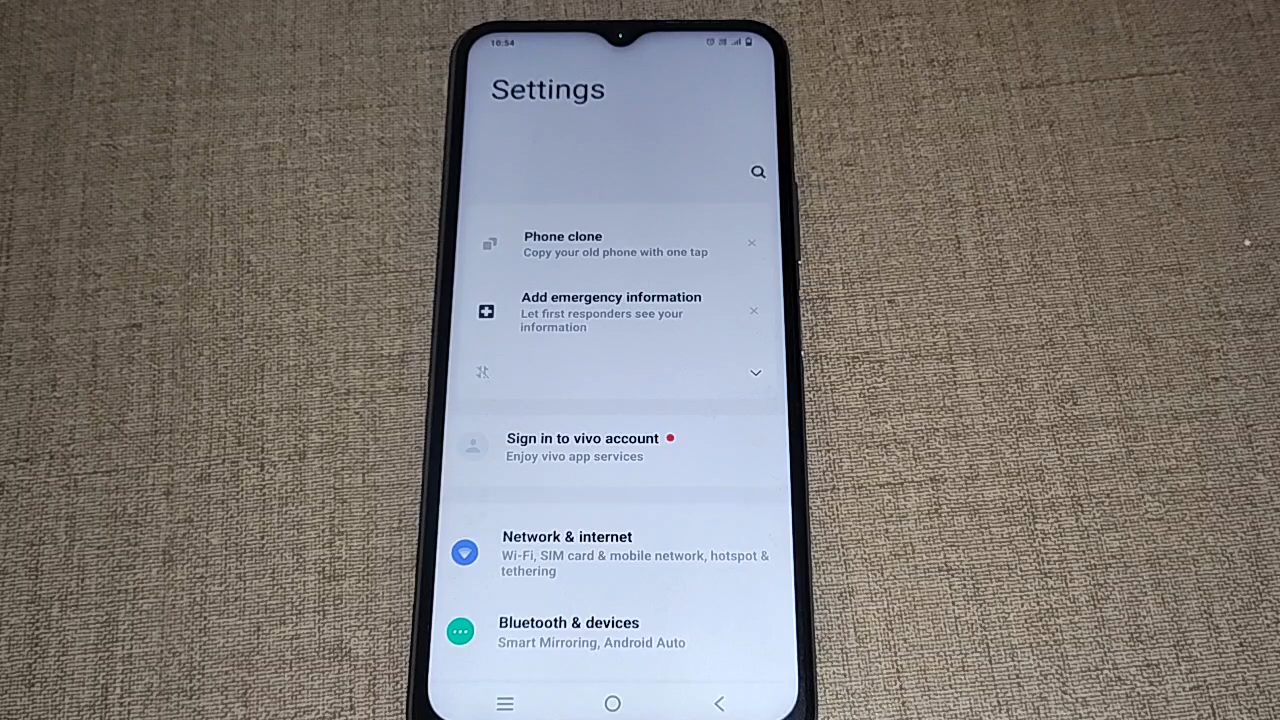 10:54
Settings
Phone clone
Copy your old phone with one tap
Add emergency information
Let first responders see your
information
Sign in to vivo account
Enjoy vivo app services
Network & internet
Wi-Fi, SIM card & mobile network, hotspot &
tethering
Bluetooth & devices
Smart Mirroring, Android Auto